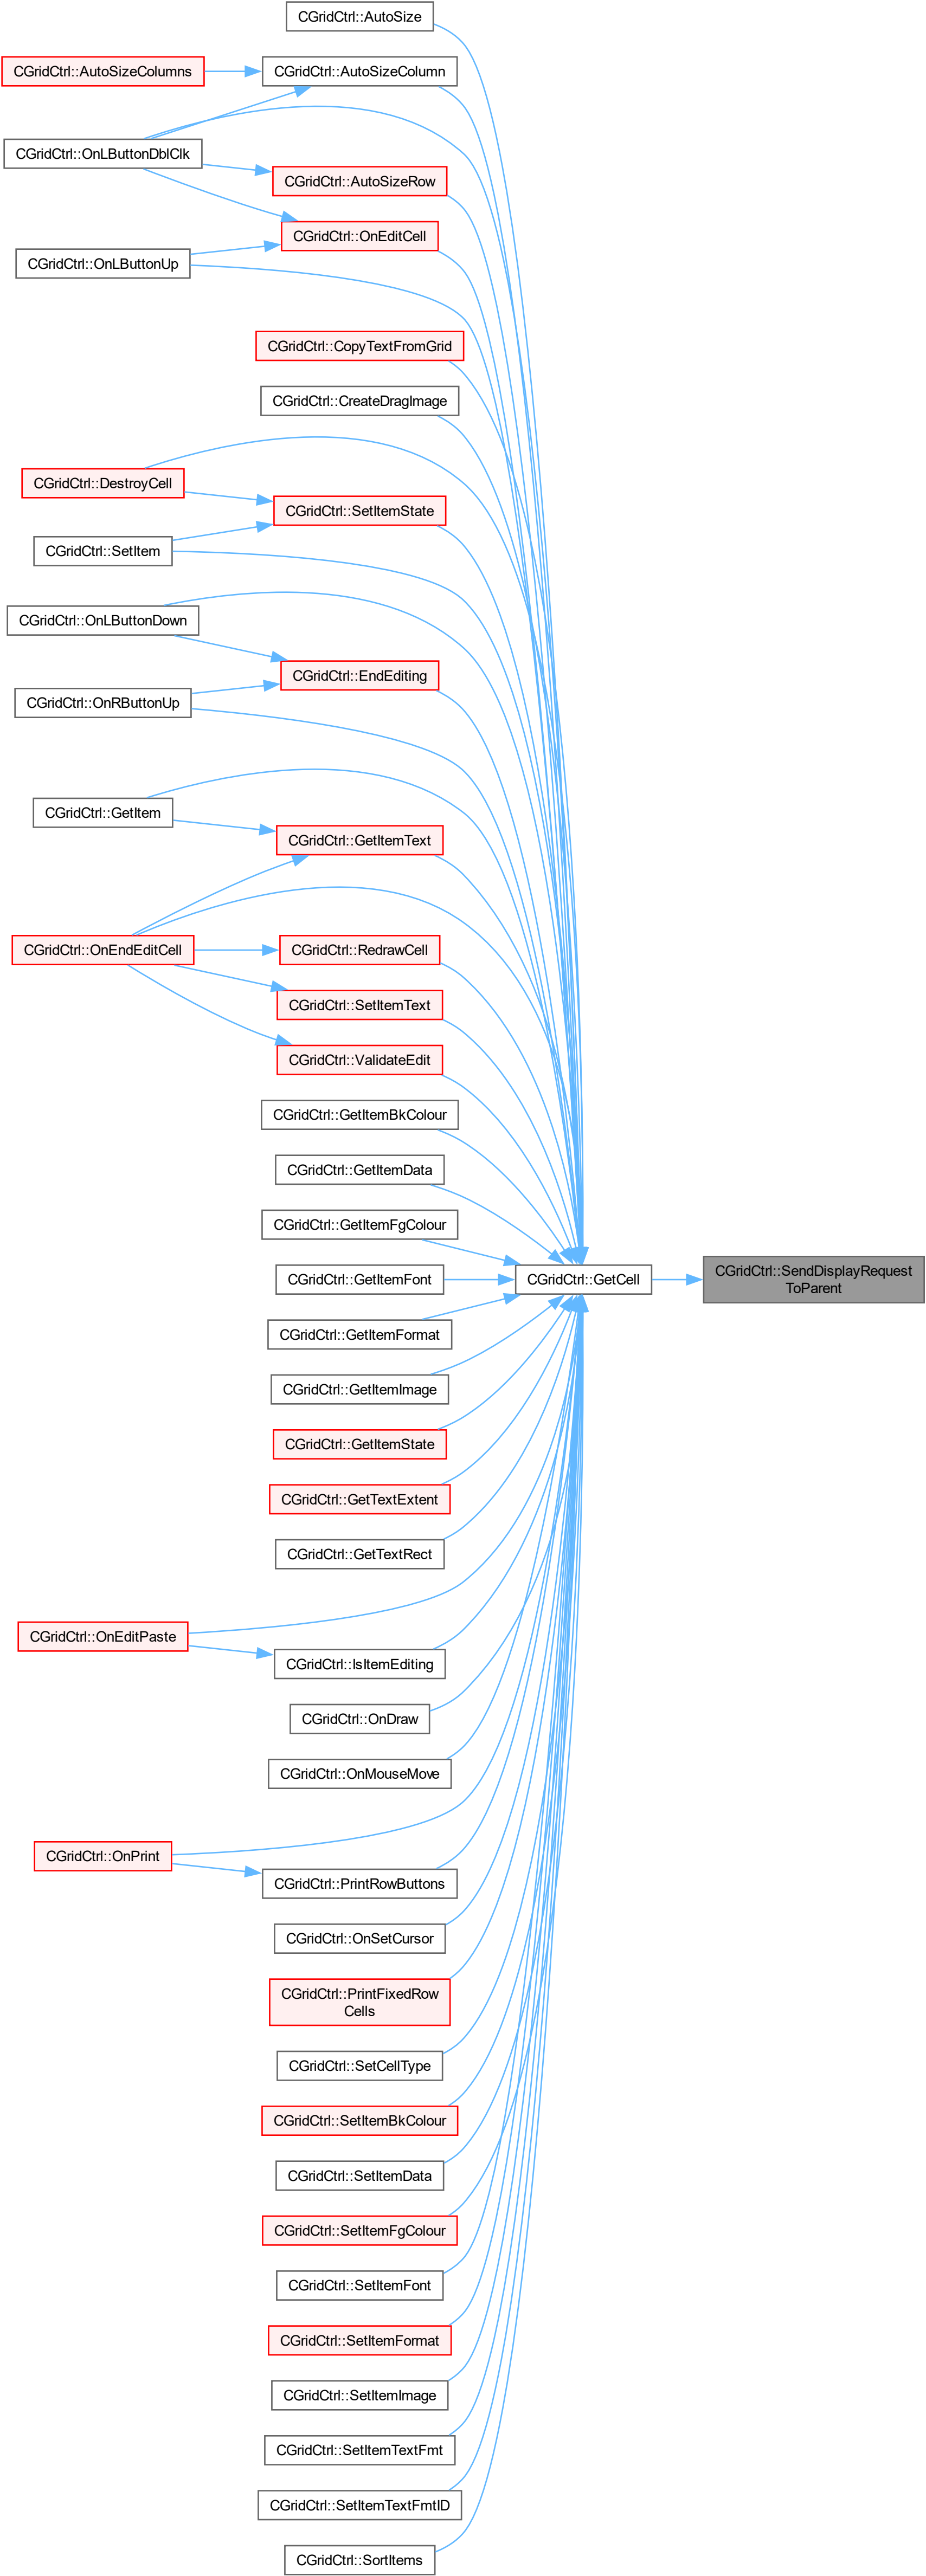 CGridCtrl::AutoSize
CGridCtrl::AutoSizeColumns
CGridCtrl::AutoSizeColumn
CGridCtrl::OnLButtonDblClk
CGridCtrl::AutoSizeRow
CGridCtrl::OnEditCell
CGridCtrl::OnLButtonUp
CGridCtrl::CopyTextFromGrid
CGridCtrl::CreateDragImage
CGridCtrl::DestroyCell
CGridCtrl::SetItemState
CGridCtrl::SetItem
CGridCtrl::OnLButtonDown
CGridCtrl::EndEditing
CGridCtrl::OnRButtonUp
CGridCtrl::GetItem
CGridCtrl::GetItemText
CGridCtrl::OnEndEditCell
CGridCtrl::RedrawCell
CGridCtrl::SetItemText
CGridCtrl::ValidateEdit
CGridCtrl::GetItemBkColour
CGridCtrl::GetItemData
CGridCtrl::GetItemFgColour
CGridCtrl::GetItemFont
CGridCtrl::GetCell
CGridCtrl::SendDisplayRequest
ToParent
CGridCtrl::GetItemFormat
CGridCtrl::GetItemImage
CGridCtrl::GetItemState
CGridCtrl::GetTextExtent
CGridCtrl::GetTextRect
CGridCtrl::OnEditPaste
CGridCtrl::IsItemEditing
CGridCtrl::OnDraw
CGridCtrl::OnMouseMove
CGridCtrl::OnPrint
CGridCtrl::PrintRowButtons
CGridCtrl::OnSetCursor
CGridCtrl::PrintFixedRow
Cells
CGridCtrl::SetCellType
CGridCtrl::SetItemBkColour
CGridCtrl::SetItemData
CGridCtrl::SetItemFgColour
CGridCtrl::SetItemFont
CGridCtrl::SetItemFormat
CGridCtrl::SetItemImage
CGridCtrl::SetItemTextFmt
CGridCtrl::SetItemTextFmtID
CGridCtrl::SortItems